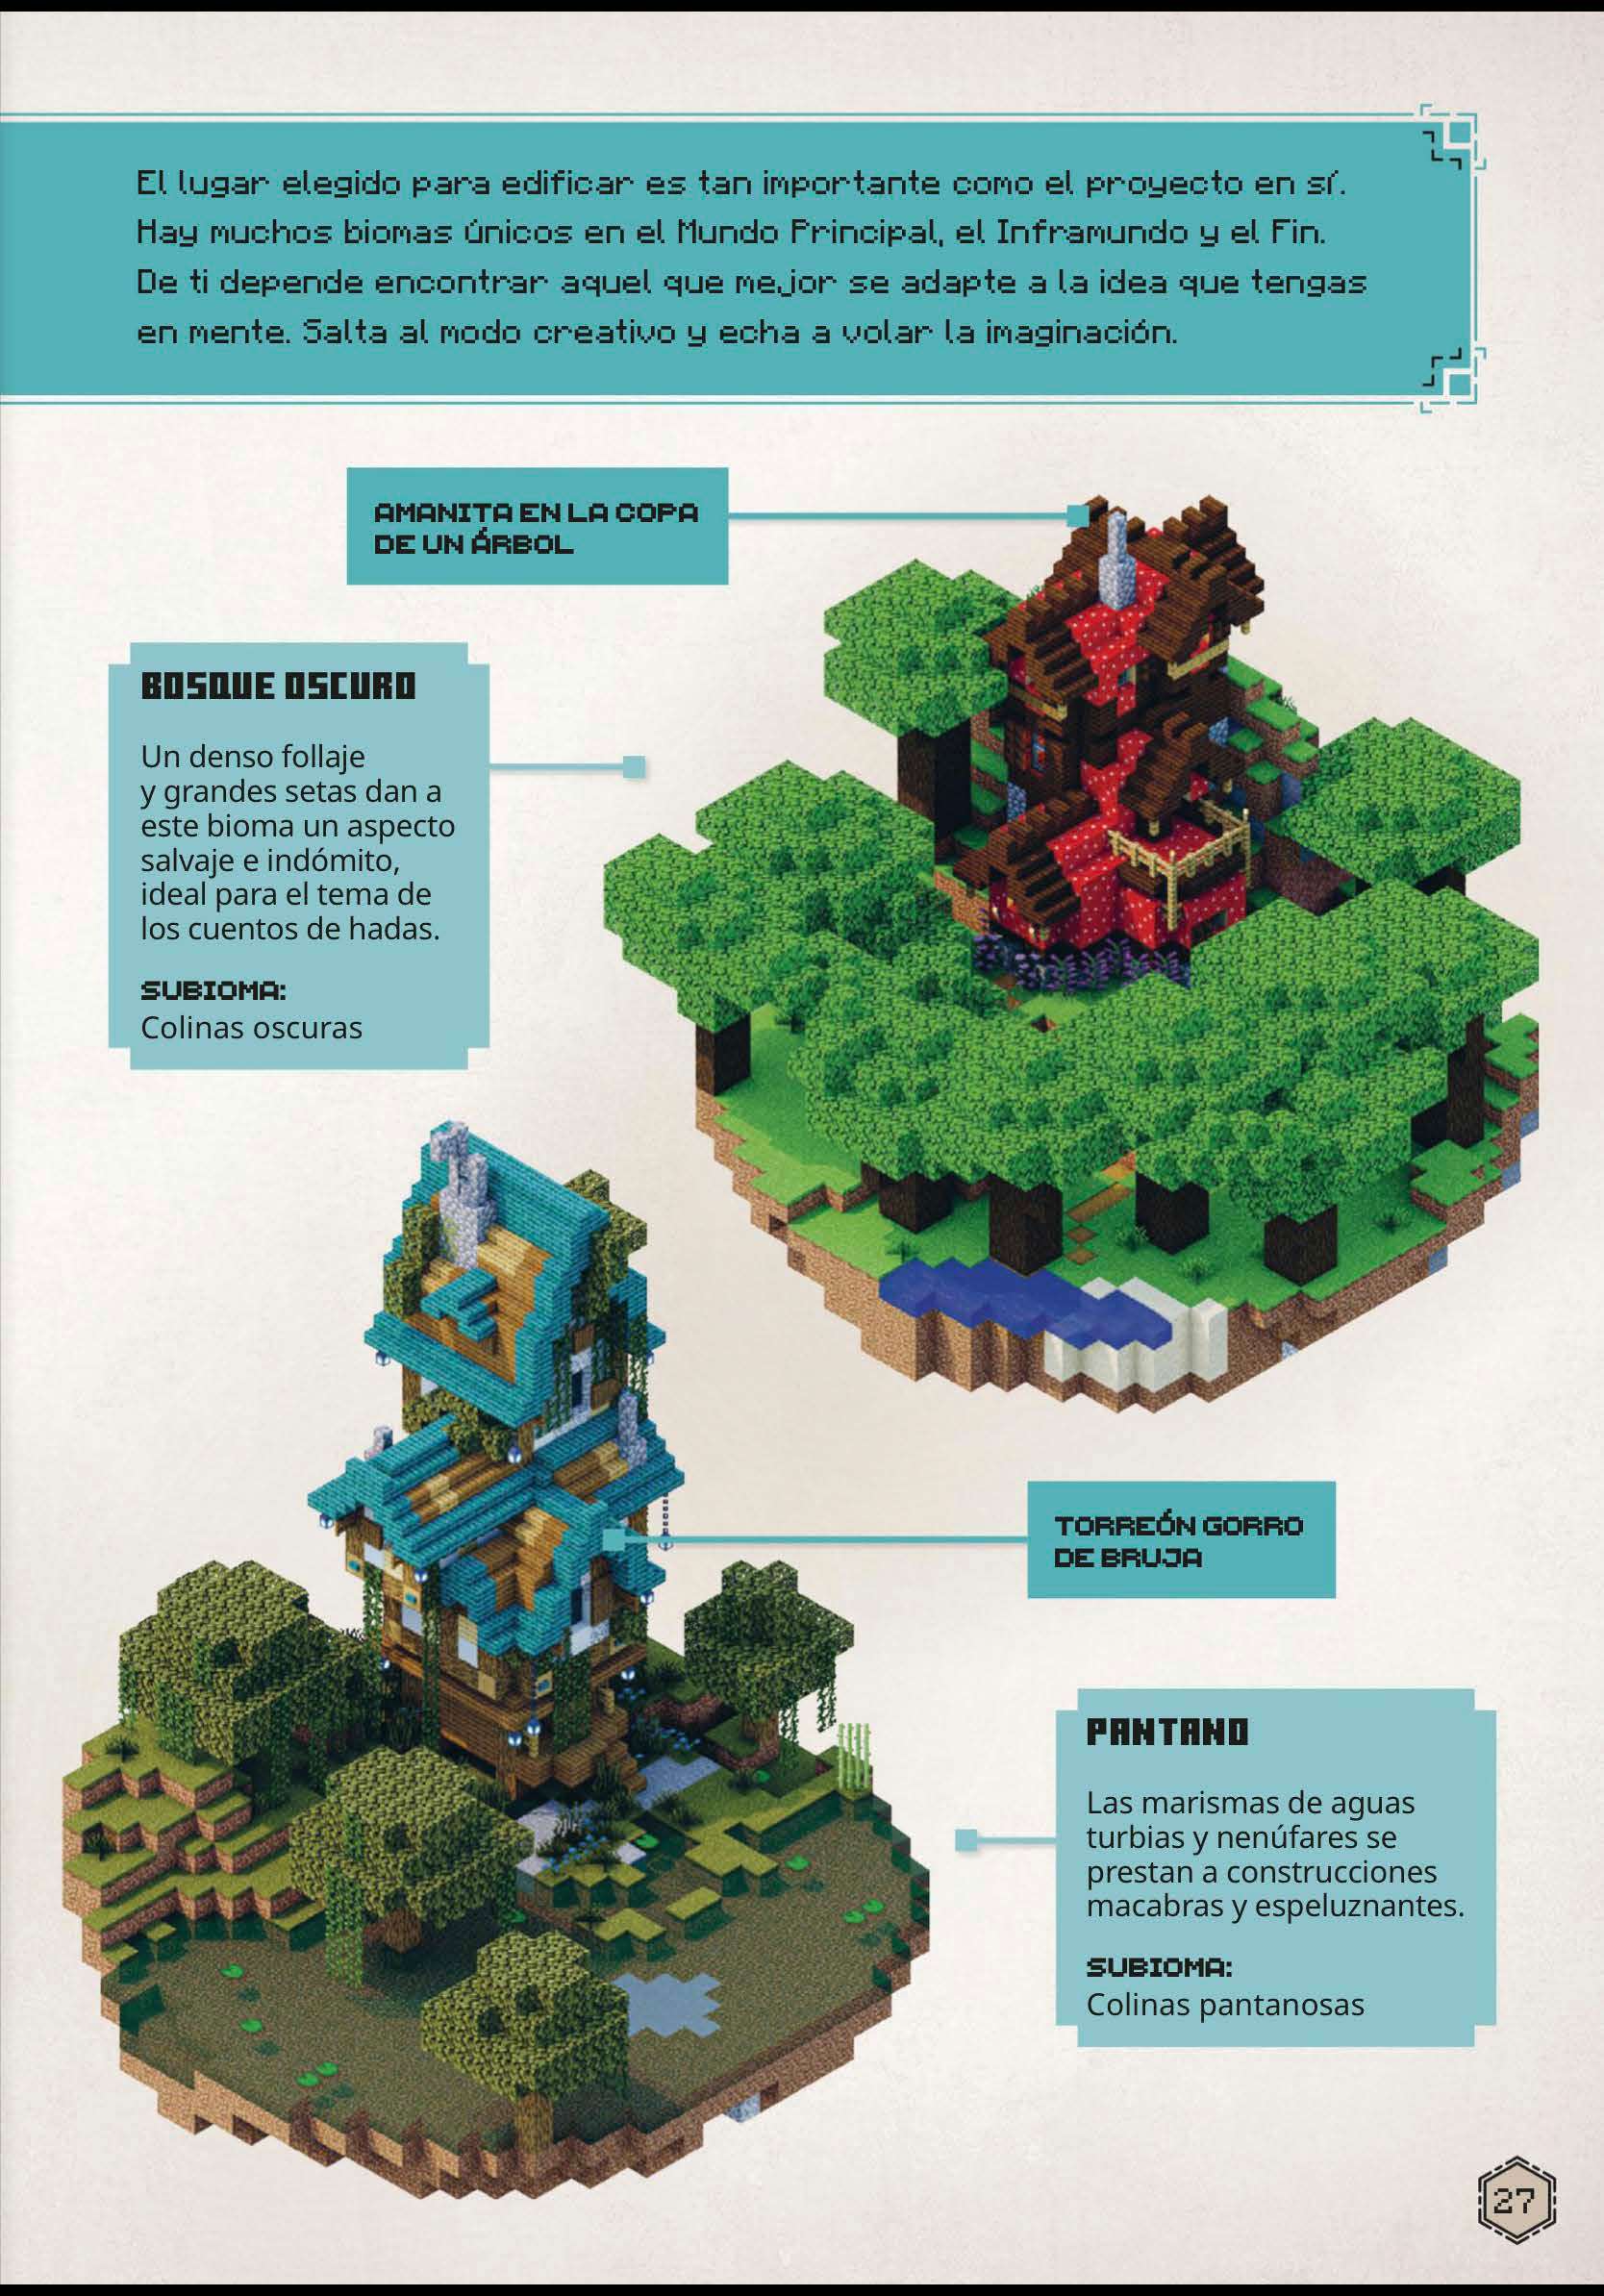 El lugar elegido para edificar es tan importante como el proyecto en sí.
Hay muchos biomas únicos en el Mundo Principal, el Inframundo y el Fin.
De ti depende encontrar aquel que mejor se adapte a la idea que tengas
en mente. Salta al modo creativo y echa a volar la imaginación.
AMANITA EN LA COPA
DE UN ÁRBOL
BOSQUE OSCURO
Un denso follaje
y grandes setas dan a
este bioma un aspecto
salvaje e indómito,
ideal para el tema de
los cuentos de hadas.
SUBIOMA:
Colinas oscuras
TORREÓN GORRO
DE BRUJA
PANTANO
Las marismas de aguas
turbias y nenúfares se
prestan a construcciones
macabras y espeluznantes.
SUBIOMA:
Colinas pantanosas
27